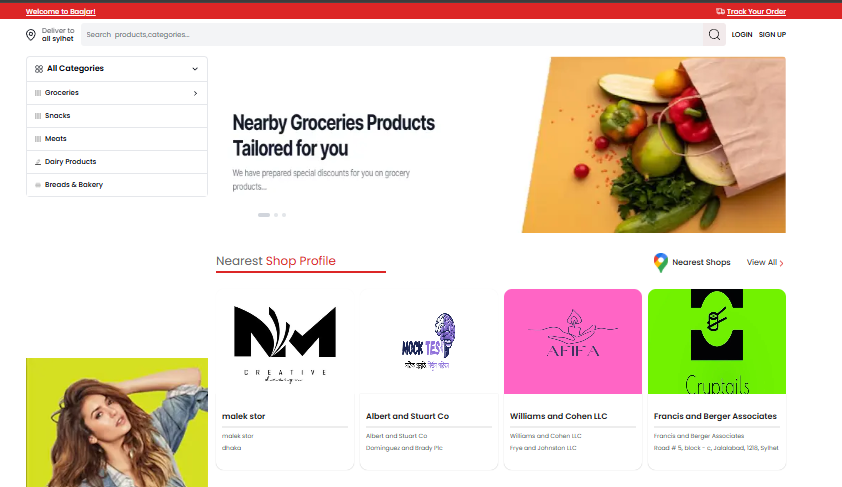 Welcome to Baajar!
Track Your Order
Deliver to
all sylhet
Search products,categories...
LOGIN
SIGN UP
All Categories
Groceries
Snacks
Meats
Dairy Products
Breads & Bakery
Nearby Groceries Products
Tailored for you
We have prepared special discounts for you on grocery
products...
Nearest Shop Profile
Nearest Shops
View All
NM
CREATIVE
MOCK TEST
AFIFA
Cryptails
malek stor
malek stor
dhaka
Albert and Stuart Co
Albert and Stuart Co
Dominguez and Brady Plc
Williams and Cohen LLC
Williams and Cohen LLC
Frye and Johnston LLC
Francis and Berger Associates
Francis and Berger Associates
Road # 5, block - c, Jalalabad, 1218, Sylhet